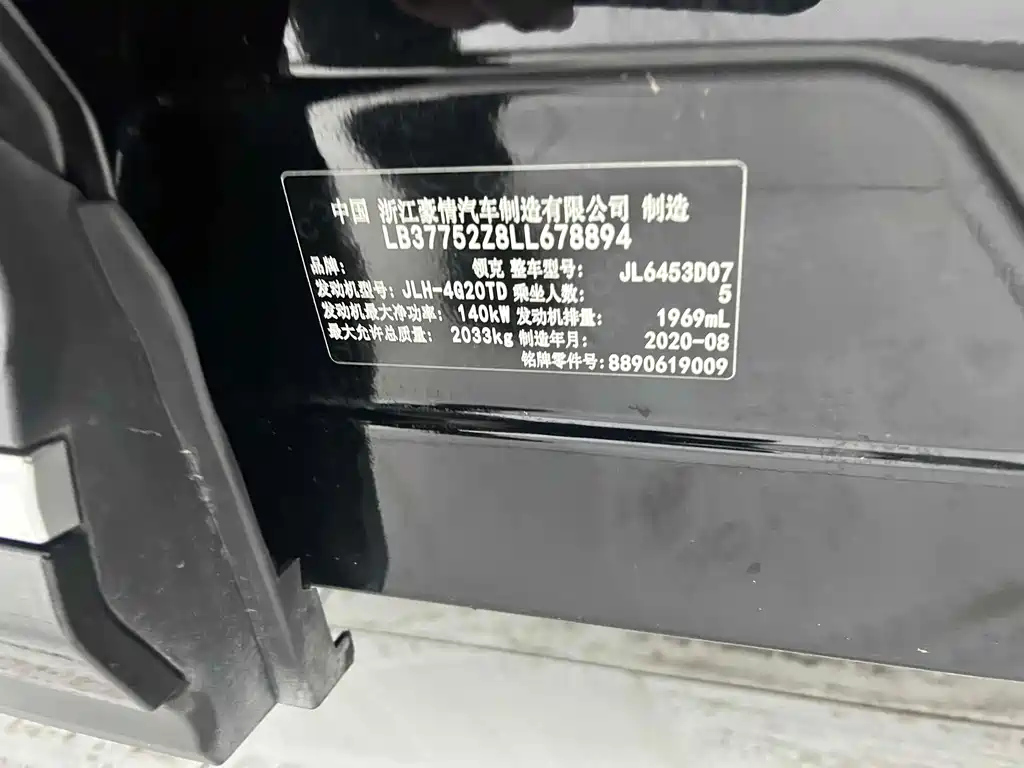 中国 浙江豪情汽车制造有限公司 制造
LB37752Z8LL678894
品牌: 领克 整车型号: JL6453D07
发动机型号: JLH-4G20TD 乘坐人数: 5
发动机最大净功率: 140kW 发动机排量: 1969mL
最大允许总质量: 2033kg 制造年月: 2020-08
铭牌零件号:8890619009